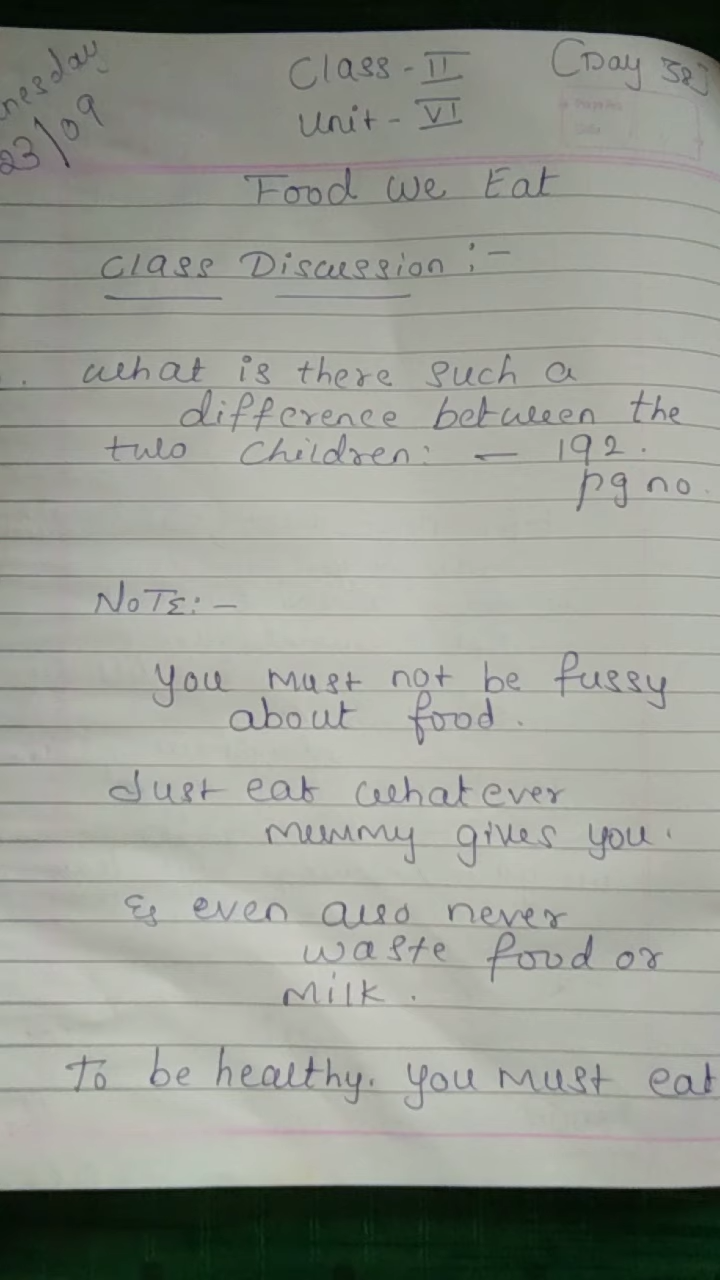 nesday
23/09
Class - II
[Day 38]
Unit - VI
Food We Eat
Class Discussion :-
what is there such a
difference between the
two children: - 192.
pg no.
NOTE: -
you must not be fussy
about food.
Just eat whatever
mummy gives you.
& even also never
waste food or
milk.
To be healthy. you must eat